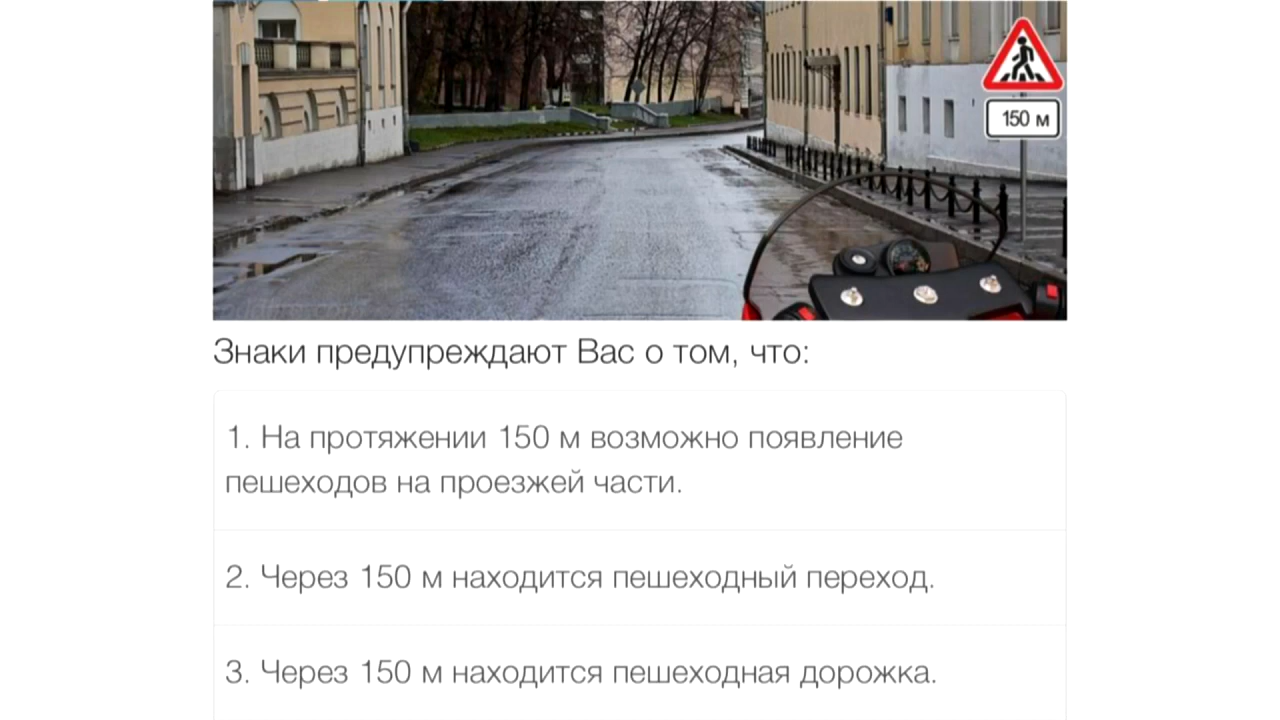 150 м
Знаки предупреждают Вас о том, что:
1. На протяжении 150 м возможно появление
пешеходов на проезжей части.
2. Через 150 м находится пешеходный переход.
3. Через 150 м находится пешеходная дорожка.